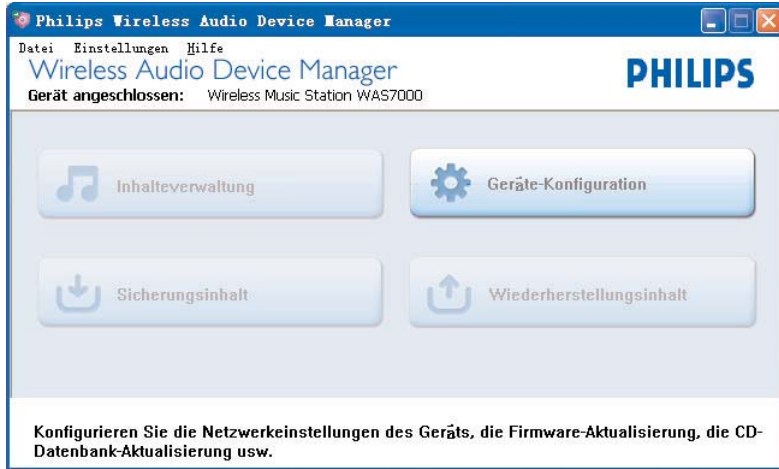 Philips Wireless Audio Device Manager
Datei Einstellungen Hilfe
Wireless Audio Device Manager
PHILIPS
Gerät angeschlossen: Wireless Music Station WAS7000
Inhalteverwaltung
Geräte-Konfiguration
Sicherungsinhalt
Wiederherstellungsinhalt
Konfigurieren Sie die Netzwerkeinstellungen des Geräts, die Firmware-Aktualisierung, die CD-
Datenbank-Aktualisierung usw.